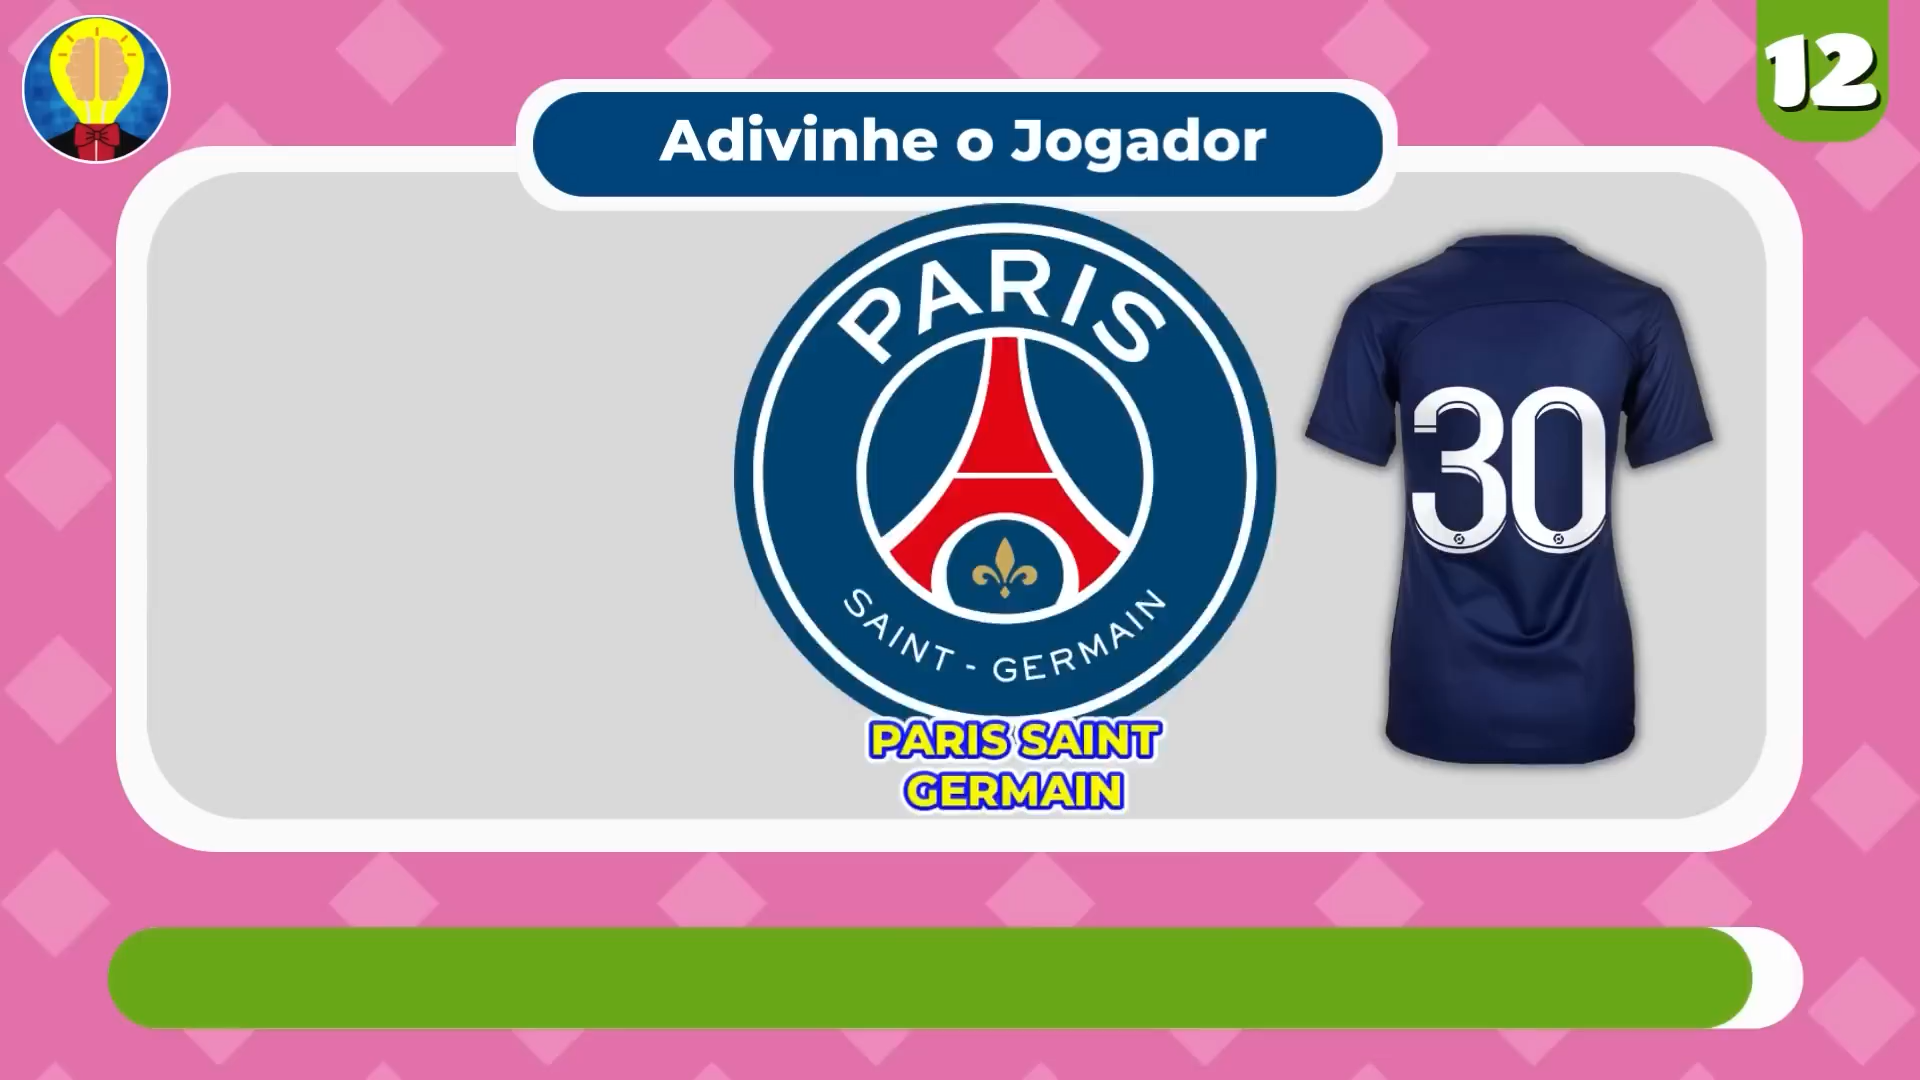 12
Adivinhe o Jogador
PARIS
SAINT - GERMAIN
30
PARIS SAINT
GERMAIN